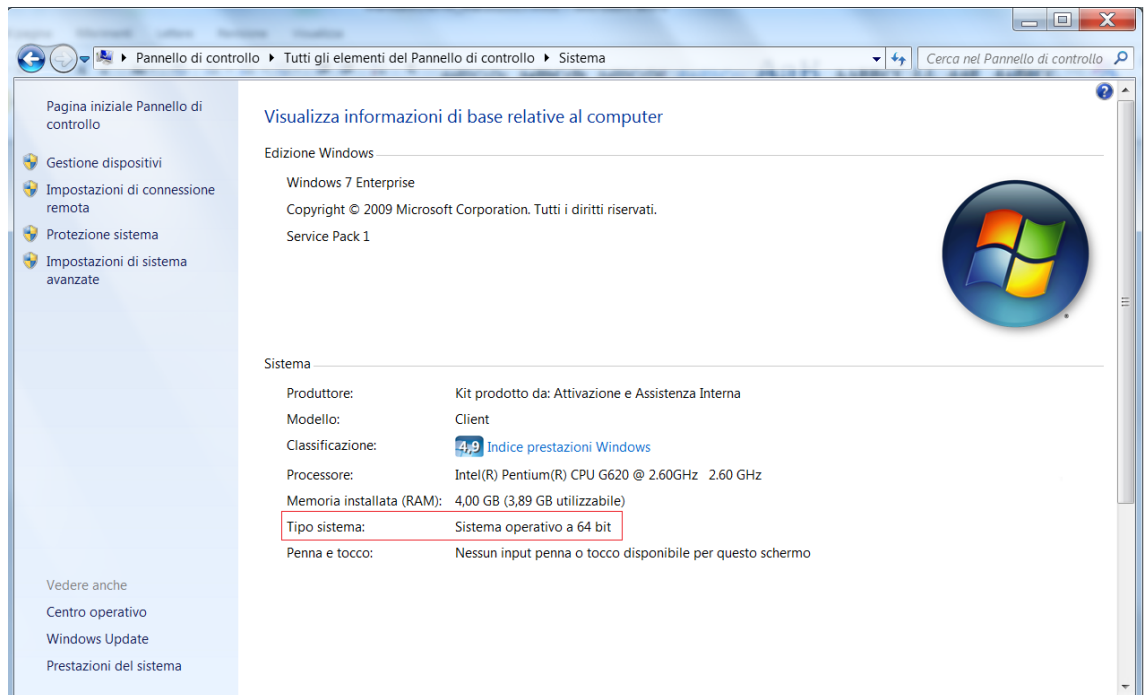 Pannello di controllo ▸ Tutti gli elementi del Pannello di controllo ▸ Sistema
Cerca nel Pannello di controllo
Pagina iniziale Pannello di
controllo
Gestione dispositivi
Impostazioni di connessione
remota
Protezione sistema
Impostazioni di sistema
avanzate
Vedere anche
Centro operativo
Windows Update
Prestazioni del sistema
Visualizza informazioni di base relative al computer
Edizione Windows
Windows 7 Enterprise
Copyright © 2009 Microsoft Corporation. Tutti i diritti riservati.
Service Pack 1
Sistema
Produttore: Kit prodotto da: Attivazione e Assistenza Interna
Modello: Client
Classificazione: 4,9 Indice prestazioni Windows
Processore: Intel(R) Pentium(R) CPU G620 @ 2.60GHz 2.60 GHz
Memoria installata (RAM): 4,00 GB (3,89 GB utilizzabile)
Tipo sistema: Sistema operativo a 64 bit
Penna e tocco: Nessun input penna o tocco disponibile per questo schermo